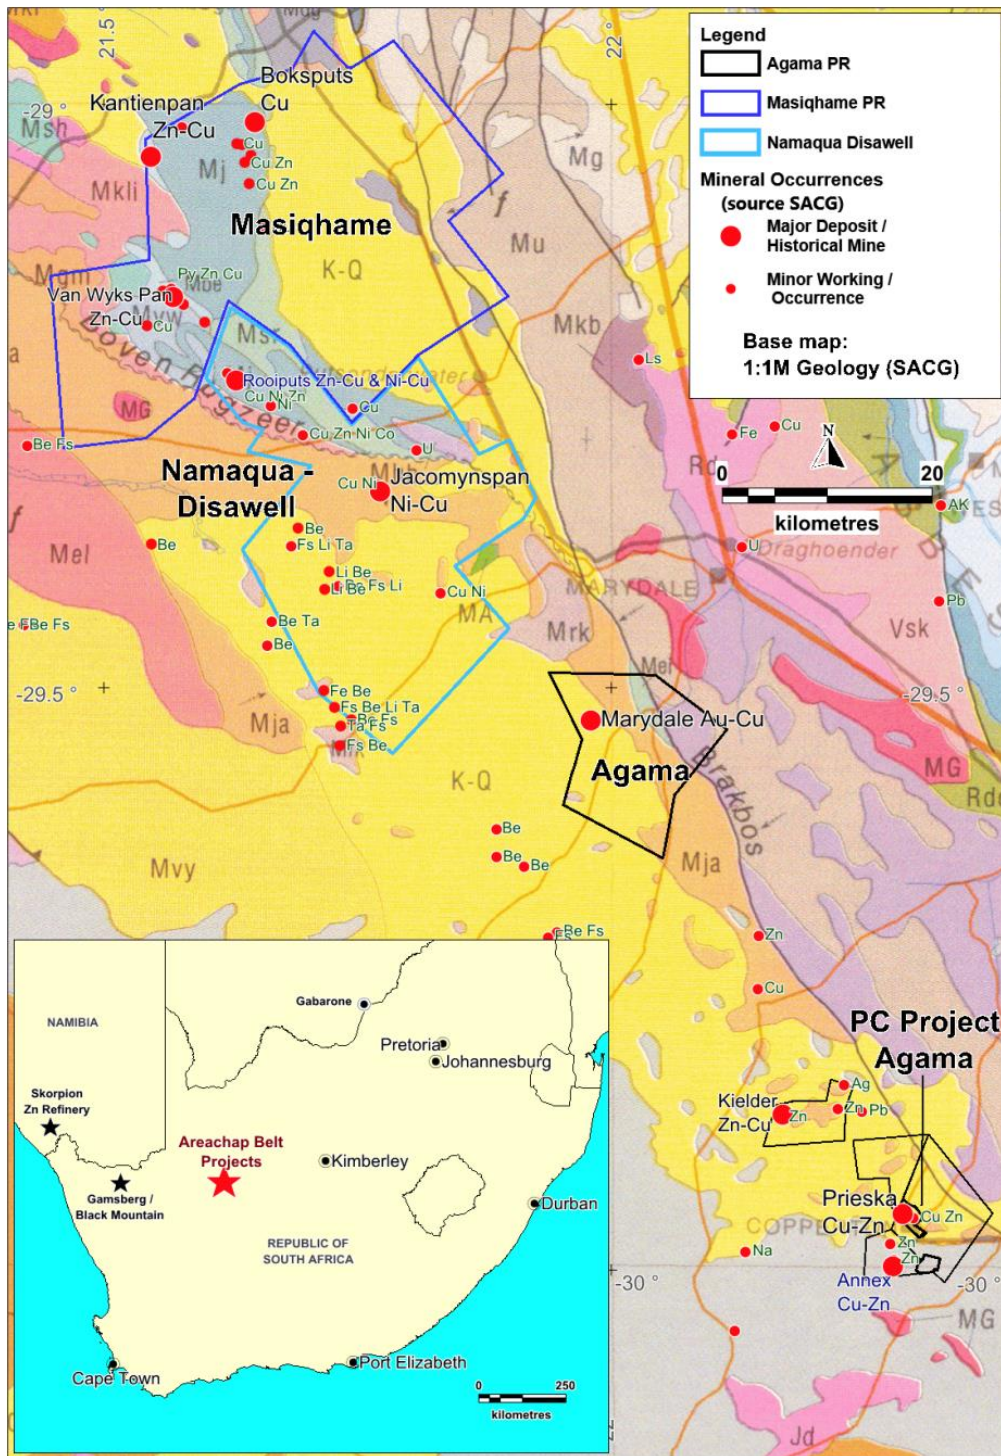 Legend
Agama PR
Masiqhame PR
Namaqua Disawell
Mineral Occurrences
(source SACG)
Major Deposit /
Historical Mine
Minor Working /
Occurrence
Base map:
1:1M Geology (SACG)
N
0 20
kilometres
21.5 °
22 °
-29 °
Msh
Mkli
Mj
Mdg
Mg
Mu
f
Mkb
Kantienpan
Zn-Cu
Boksputs
Cu
Cu
Cu Zn
Cu Zn
Masiqhame
K-Q
Mgm
Py Zn Cu
Van Wyks Pan
Zn-Cu
Cu
Msr
MG
Rooiputs Zn-Cu & Ni-Cu
Cu Ni Zn
Ni
Cu
Cu Zn Ni Co
U
Be Fs
Ls
Fe
Cu
AK
U
Draghoender
MARYDALE
Pb
Vsk
Namaqua -
Disawell
Cu Ni
Jacomynspan
Ni-Cu
f
Mel
Be
Be
Fs Li Ta
Li Be
Li Be
Cu Ni
MA
Mrk
Be Ta
Be
Be Fs
-29.5 °
-29.5 °
Fe Be
Fs Be Li Ta
Ta Fs
Fs Be
Mja
Marydale Au-Cu
Agama
Brakbos
MG
K-Q
Be
Be
Be
Mja
Mvy
Be Fs
Zn
Cu
PC Project
Agama
Ag
Kielder
Zn-Cu
Zn
Zn
Pb
Prieska
Cu-Zn
Cu Zn
Zn
Zn
Na
Annex
Cu-Zn
-30 °
MG
Jd
NAMIBIA
Gabarone
Pretoria
Johannesburg
Skorpion
Zn Refinery
Areachap Belt
Projects
Kimberley
Gamsberg /
Black Mountain
Durban
REPUBLIC OF
SOUTH AFRICA
Port Elizabeth
Cape Town
0 250
kilometres